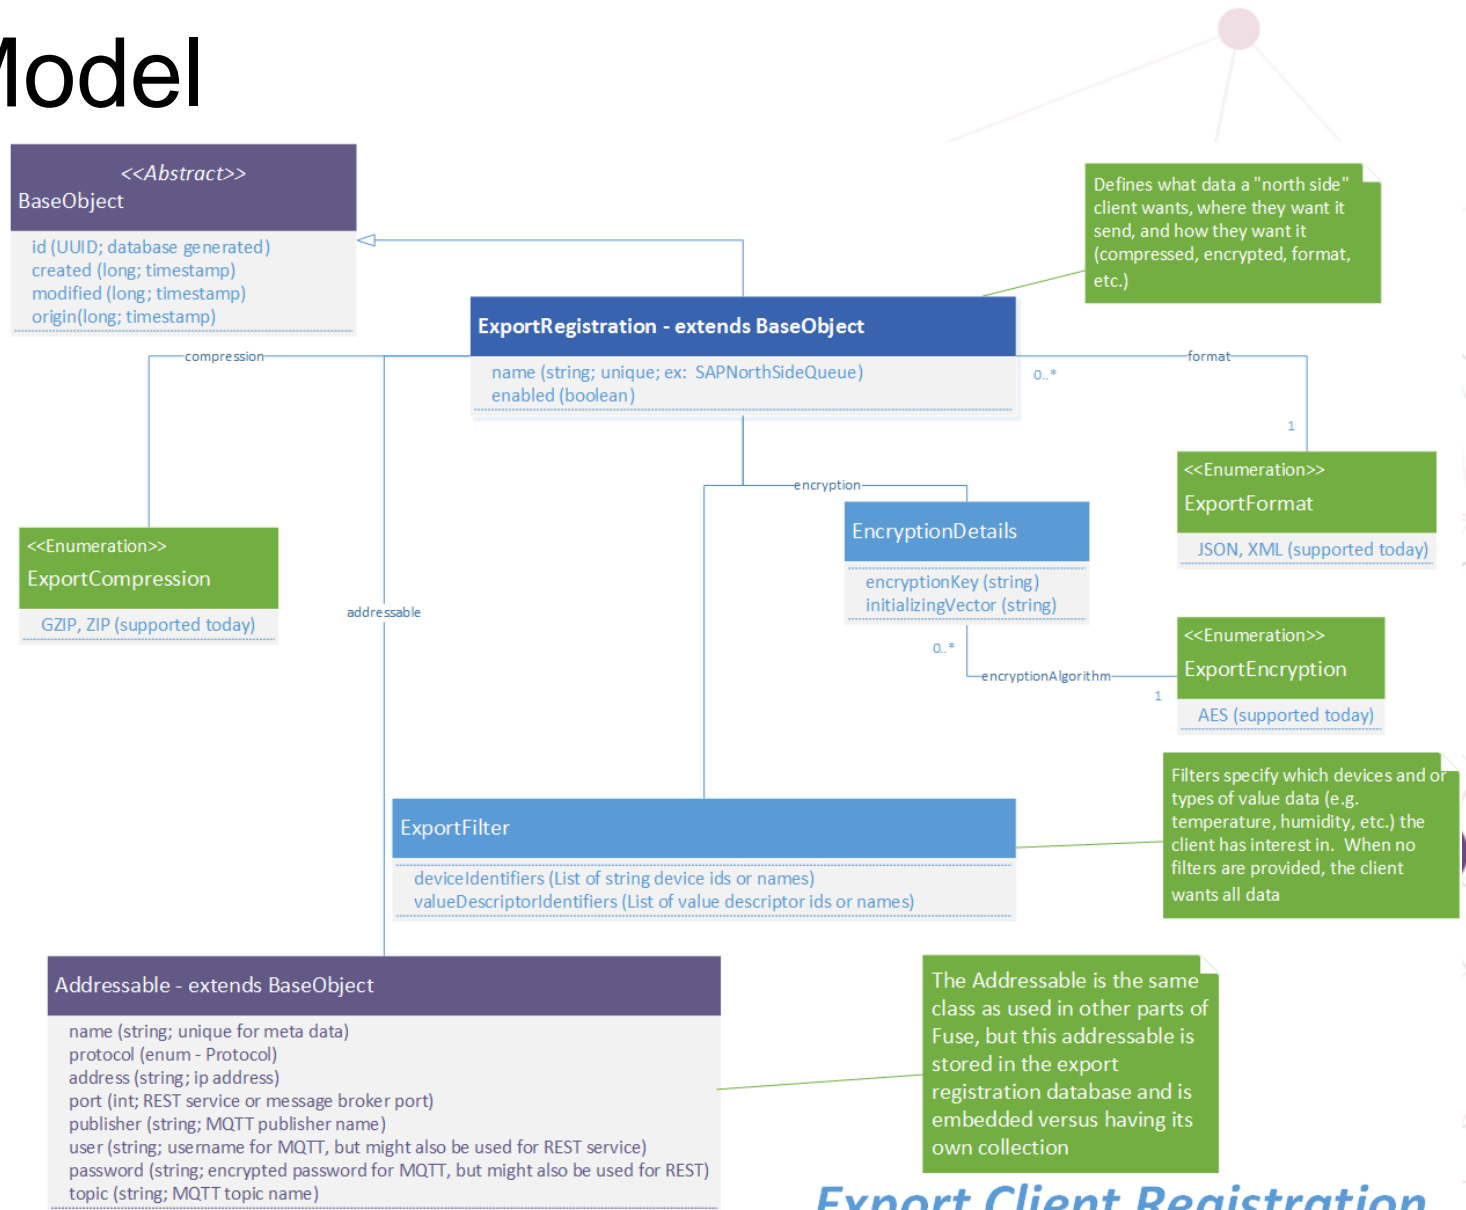 Model
<<Abstract>>
BaseObject
id (UUID; database generated)
created (long; timestamp)
modified (long; timestamp)
origin(long; timestamp)
Defines what data a "north side"
client wants, where they want it
send, and how they want it
(compressed, encrypted, format,
etc.)
ExportRegistration - extends BaseObject
name (string; unique; ex: SAPNorthSideQueue)
enabled (boolean)
compression
format
0..*
1
<<Enumeration>>
ExportFormat
JSON, XML (supported today)
encryption
EncryptionDetails
encryptionKey (string)
initializingVector (string)
<<Enumeration>>
ExportCompression
GZIP, ZIP (supported today)
addressable
0..*
encryptionAlgorithm
1
<<Enumeration>>
ExportEncryption
AES (supported today)
Filters specify which devices and or
types of value data (e.g.
temperature, humidity, etc.) the
client has interest in. When no
filters are provided, the client
wants all data
ExportFilter
deviceIdentifiers (List of string device ids or names)
valueDescriptorIdentifiers (List of value descriptor ids or names)
Addressable - extends BaseObject
name (string; unique for meta data)
protocol (enum - Protocol)
address (string; ip address)
port (int; REST service or message broker port)
publisher (string; MQTT publisher name)
user (string; username for MQTT, but might also be used for REST service)
password (string; encrypted password for MQTT, but might also be used for REST)
topic (string; MQTT topic name)
The Addressable is the same
class as used in other parts of
Fuse, but this addressable is
stored in the export
registration database and is
embedded versus having its
own collection
Export Client Registration